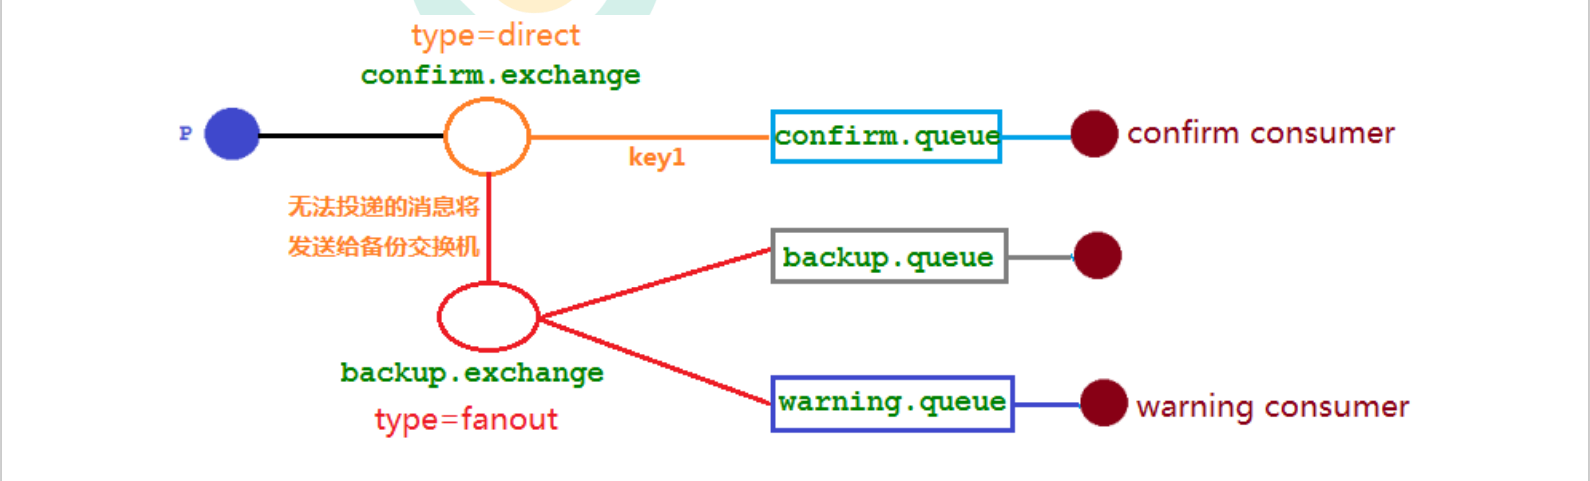 type=direct
confirm.exchange
P
key1
confirm.queue
confirm consumer
无法投递的消息将
发送给备份交换机
backup.queue
backup.exchange
type=fanout
warning.queue
warning consumer